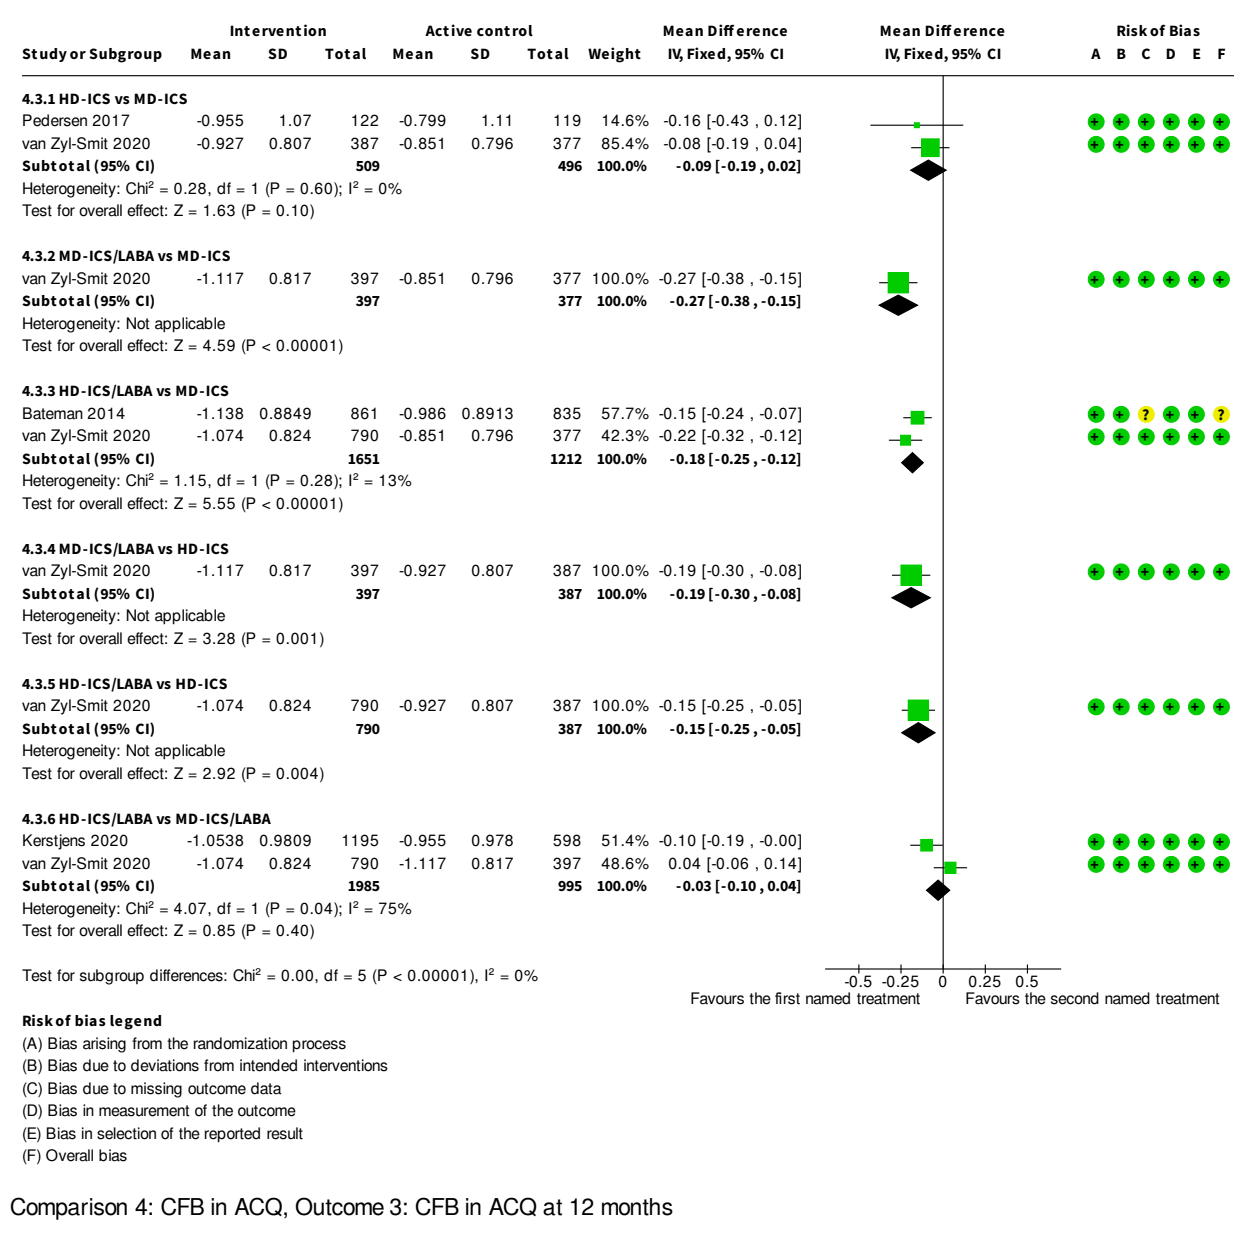 Intervention Active control Mean Difference Mean Difference Risk of Bias
Study or Subgroup Mean SD Total Mean SD Total Weight IV, Fixed, 95% CI IV, Fixed, 95% CI A B C D E F
4.3.1 HD-ICS vs MD-ICS
Pedersen 2017 -0.955 1.07 122 -0.799 1.11 119 14.6% -0.16 [-0.43 , 0.12] + + + + + +
van Zyl-Smit 2020 -0.927 0.807 387 -0.851 0.796 377 85.4% -0.08 [-0.19 , 0.04] + + + + + +
Subtotal (95% CI) 509 496 100.0% -0.09 [-0.19 , 0.02]
Heterogeneity: Chi² = 0.28, df = 1 (P = 0.60); I² = 0%
Test for overall effect: Z = 1.63 (P = 0.10)
4.3.2 MD-ICS/LABA vs MD-ICS
van Zyl-Smit 2020 -1.117 0.817 397 -0.851 0.796 377 100.0% -0.27 [-0.38 , -0.15] + + + + + +
Subtotal (95% CI) 397 377 100.0% -0.27 [-0.38 , -0.15]
Heterogeneity: Not applicable
Test for overall effect: Z = 4.59 (P < 0.00001)
4.3.3 HD-ICS/LABA vs MD-ICS
Bateman 2014 -1.138 0.8849 861 -0.986 0.8913 835 57.7% -0.15 [-0.24 , -0.07] + + ? + + ?
van Zyl-Smit 2020 -1.074 0.824 790 -0.851 0.796 377 42.3% -0.22 [-0.32 , -0.12] + + + + + +
Subtotal (95% CI) 1651 1212 100.0% -0.18 [-0.25 , -0.12]
Heterogeneity: Chi² = 1.15, df = 1 (P = 0.28); I² = 13%
Test for overall effect: Z = 5.55 (P < 0.00001)
4.3.4 MD-ICS/LABA vs HD-ICS
van Zyl-Smit 2020 -1.117 0.817 397 -0.927 0.807 387 100.0% -0.19 [-0.30 , -0.08] + + + + + +
Subtotal (95% CI) 397 387 100.0% -0.19 [-0.30 , -0.08]
Heterogeneity: Not applicable
Test for overall effect: Z = 3.28 (P = 0.001)
4.3.5 HD-ICS/LABA vs HD-ICS
van Zyl-Smit 2020 -1.074 0.824 790 -0.927 0.807 387 100.0% -0.15 [-0.25 , -0.05] + + + + + +
Subtotal (95% CI) 790 387 100.0% -0.15 [-0.25 , -0.05]
Heterogeneity: Not applicable
Test for overall effect: Z = 2.92 (P = 0.004)
4.3.6 HD-ICS/LABA vs MD-ICS/LABA
Kerstjens 2020 -1.0538 0.9809 1195 -0.955 0.978 598 51.4% -0.10 [-0.19 , -0.00] + + + + + +
van Zyl-Smit 2020 -1.074 0.824 790 -1.117 0.817 397 48.6% 0.04 [-0.06 , 0.14] + + + + + +
Subtotal (95% CI) 1985 995 100.0% -0.03 [-0.10 , 0.04]
Heterogeneity: Chi² = 4.07, df = 1 (P = 0.04); I² = 75%
Test for overall effect: Z = 0.85 (P = 0.40)
Test for subgroup differences: Chi² = 0.00, df = 5 (P < 0.00001), I² = 0%
-0.5 -0.25 0 0.25 0.5
Favours the first named treatment Favours the second named treatment
Risk of bias legend
(A) Bias arising from the randomization process
(B) Bias due to deviations from intended interventions
(C) Bias due to missing outcome data
(D) Bias in measurement of the outcome
(E) Bias in selection of the reported result
(F) Overall bias
Comparison 4: CFB in ACQ, Outcome 3: CFB in ACQ at 12 months